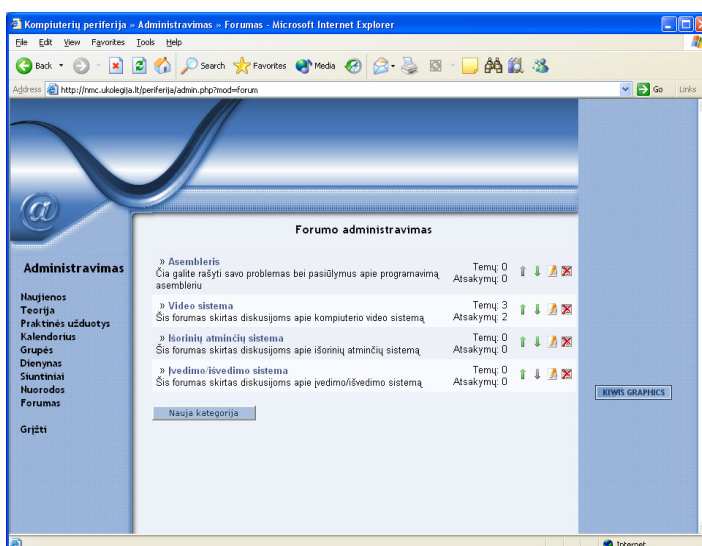 Kompiuterių periferija » Administravimas » Forumas - Microsoft Internet Explorer
File Edit View Favorites Tools Help
Back Search Favorites Media
Address http://nmc.ukolegija.lt/periferija/admin.php?mod=forum Go Links
@
Forumo administravimas
Administravimas
Naujienos
Teorija
Praktinės užduotys
Kalendorius
Grupės
Dienynas
Siuntiniai
Nuorodos
Forumas
Grįžti
» Asembleris
Čia galite rašyti savo problemas bei pasiūlymus apie programavimą
asembleriu
Temų: 0
Atsakymų: 0
» Video sistema
Šis forumas skirtas diskusijoms apie kompiuterio video sistemą
Temų: 3
Atsakymų: 2
» Išorinių atminčių sistema
Šis forumas skirtas diskusijoms apie išorinių atminčių sistemą
Temų: 0
Atsakymų: 0
» Įvedimo/išvedimo sistema
Šis forumas skirtas diskusijoms apie įvedimo/išvedimo sistemą
Temų: 0
Atsakymų: 0
Nauja kategorija
KIWIS GRAPHICS
Internet